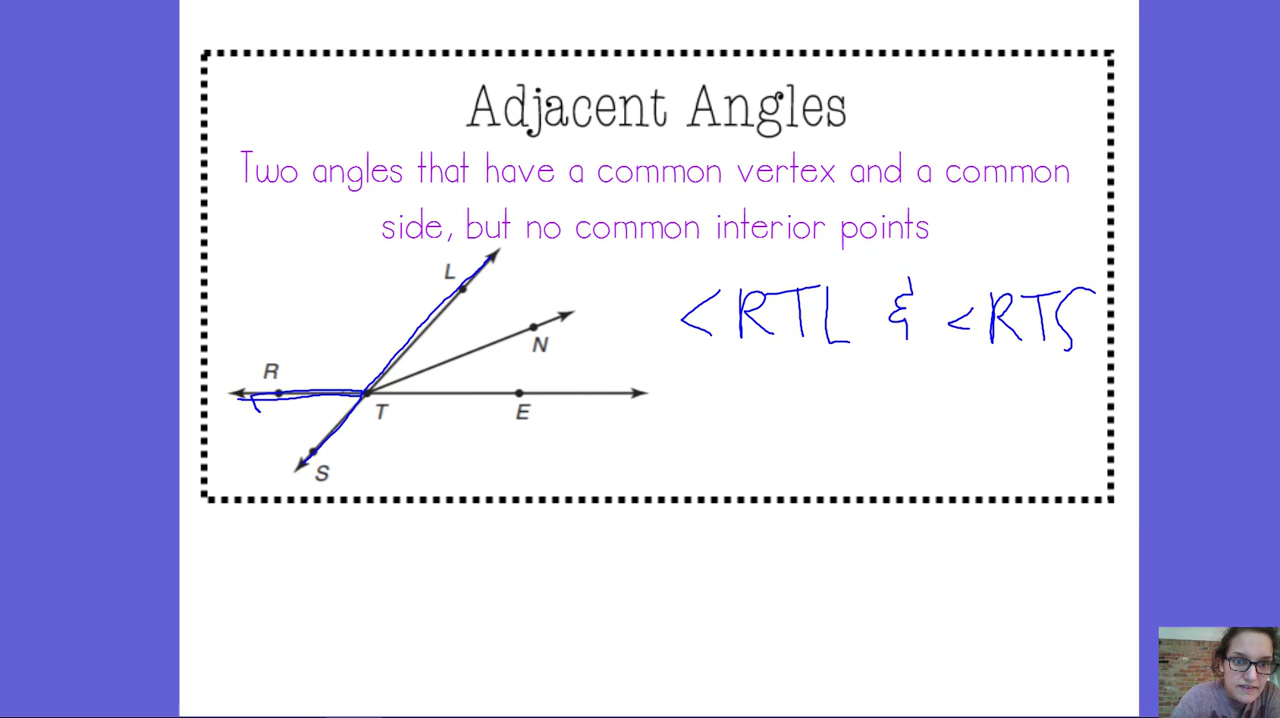 Adjacent Angles
Two angles that have a common vertex and a common
side, but no common interior points
L
N
R
T
E
S
<RTL & <RTS